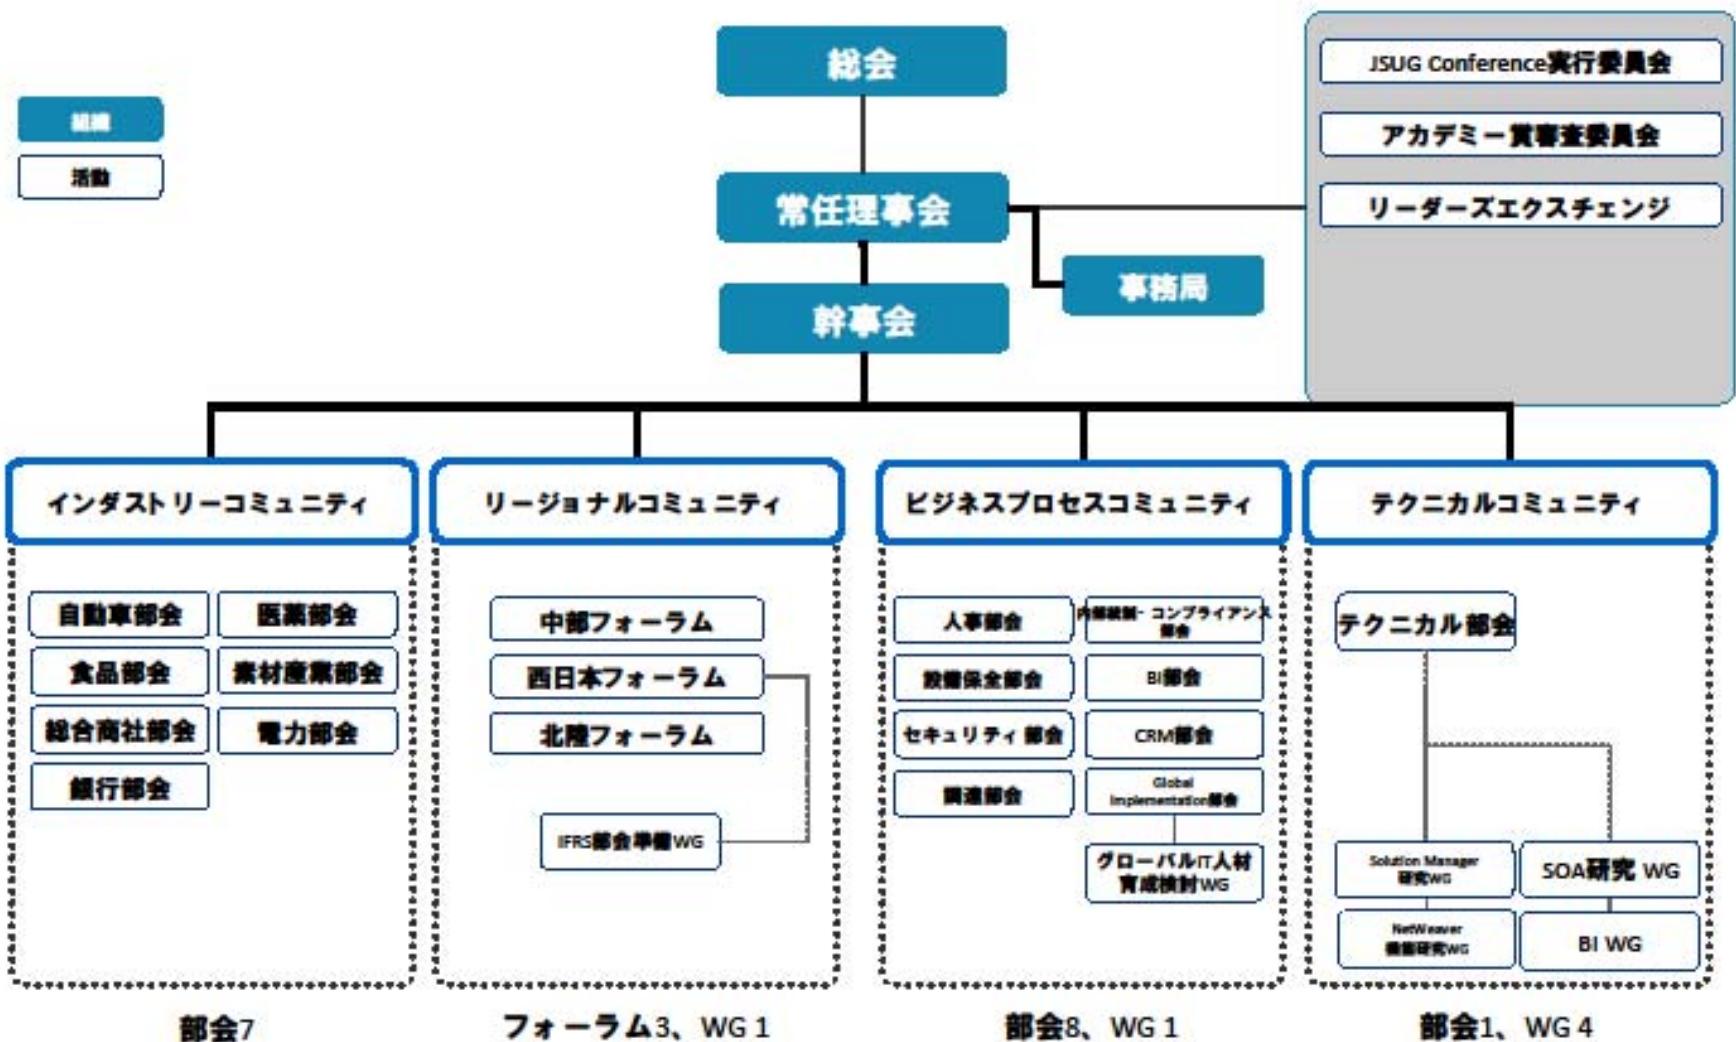 総会
JSUG Conference実行委員会
アカデミー賞審査委員会
リーダーズエクスチェンジ
組織
活動
常任理事会
事務局
幹事会
インダストリーコミュニティ
リージョナルコミュニティ
ビジネスプロセスコミュニティ
テクニカルコミュニティ
自動車部会
医薬部会
食品部会
素材産業部会
総合商社部会
電力部会
銀行部会
中部フォーラム
西日本フォーラム
北陸フォーラム
IFRS部会準備WG
人事部会
内部統制・コンプライアンス
部会
設備保全部会
BI部会
セキュリティ部会
CRM部会
調達部会
Global
Implementation部会
グローバルIT人材
育成検討WG
テクニカル部会
Solution Manager
研究WG
SOA研究 WG
NetWeaver
機能研究WG
BI WG
部会7
フォーラム3、WG 1
部会8、WG 1
部会1、WG 4